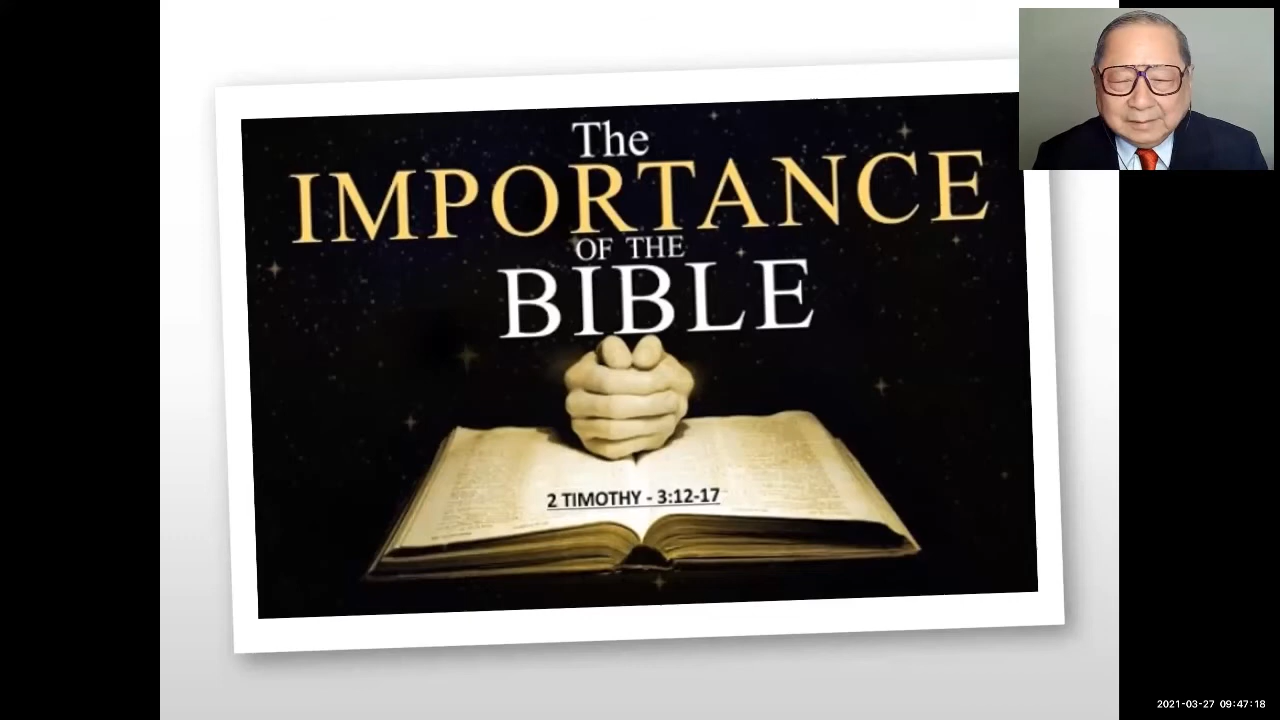 The
IMPORTANCE
OF THE
BIBLE
2 TIMOTHY - 3:12-17
2021-03-27 09:47:18